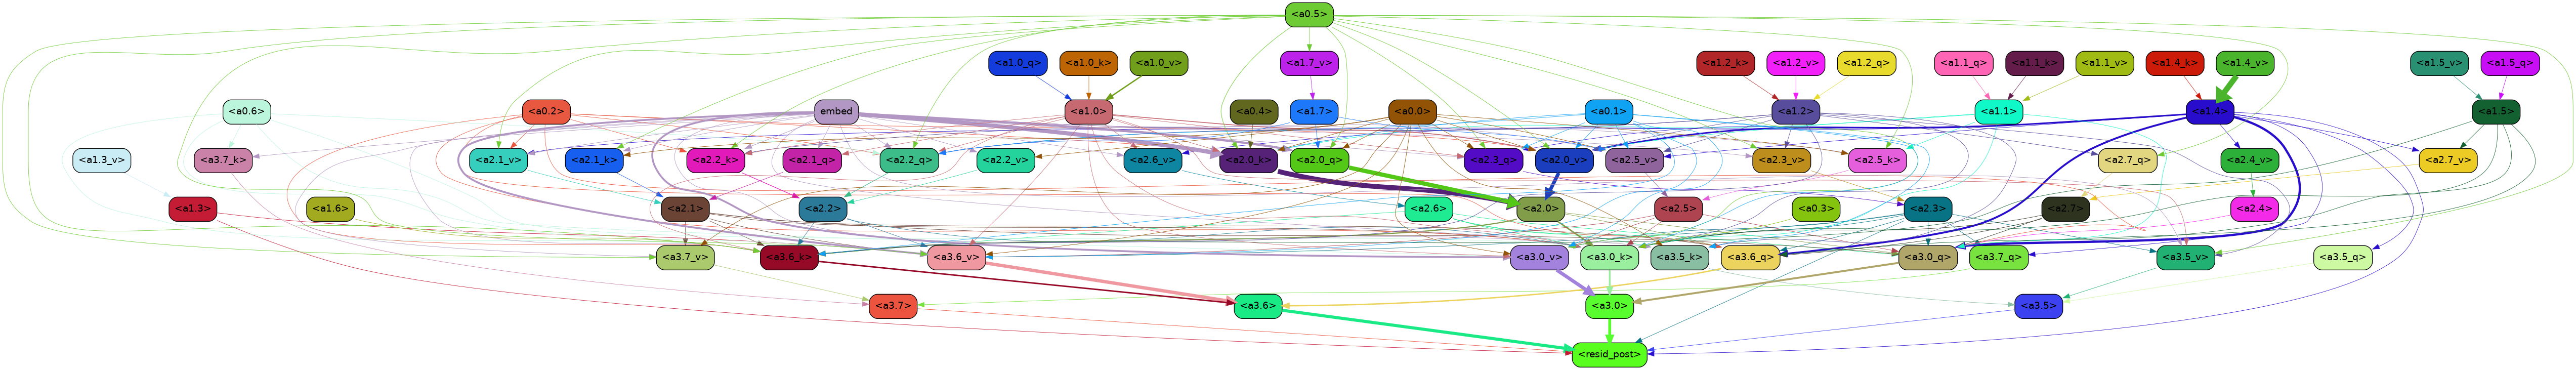 <a0.5>
<a1.0_q> <a1.0_k> <a1.0_v> <a1.7_v> <a1.2_k> <a1.2_v> <a1.2_q> <a1.1_q> <a1.1_k> <a1.1_v> <a1.4_k> <a1.4_v> <a1.5_v> <a1.5_q>
<a0.6> <a0.2> embed <a1.0> <a0.4> <a1.7> <a0.0> <a0.1> <a1.2> <a1.1> <a1.4> <a1.5>
<a1.3_v> <a3.7_k> <a2.1_v> <a2.1_k> <a2.2_k> <a2.1_q> <a2.2_q> <a2.2_v> <a2.6_v> <a2.0_k> <a2.0_q> <a2.3_q> <a2.0_v> <a2.5_v> <a2.3_v> <a2.5_k> <a2.7_q> <a2.4_v> <a2.7_v>
<a1.3> <a1.6> <a2.1> <a2.2> <a2.6> <a2.0> <a2.5> <a0.3> <a2.3> <a2.7> <a2.4>
<a3.7_v> <a3.6_k> <a3.6_v> <a3.0_v> <a3.0_k> <a3.5_k> <a3.6_q> <a3.0_q> <a3.7_q> <a3.5_v> <a3.5_q>
<a3.7> <a3.6> <a3.0> <a3.5>
<resid_post>